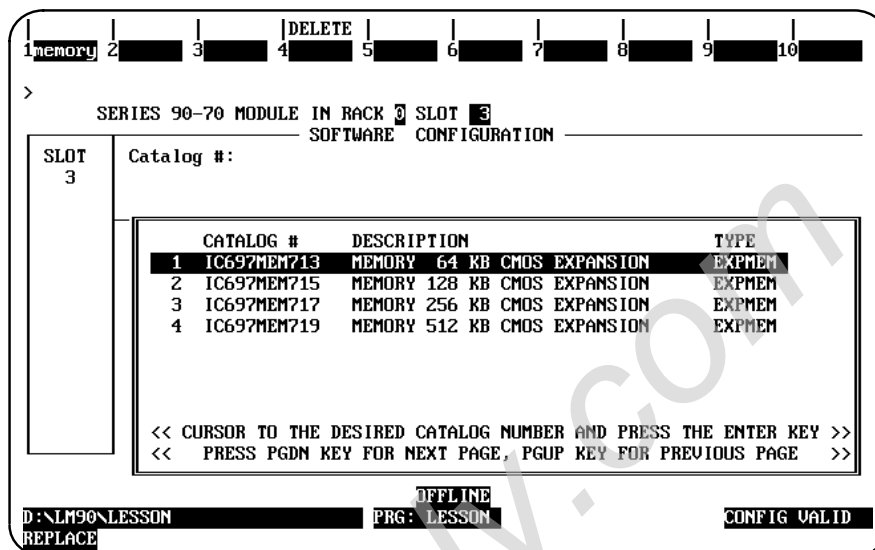 DELETE
1memory 2 3 4 5 6 7 8 9 10
>
SERIES 90-70 MODULE IN RACK 0 SLOT 3
SOFTWARE CONFIGURATION
SLOT Catalog #:
3
CATALOG # DESCRIPTION TYPE
1 IC697MEM713 MEMORY 64 KB CMOS EXPANSION EXPMEM
2 IC697MEM715 MEMORY 128 KB CMOS EXPANSION EXPMEM
3 IC697MEM717 MEMORY 256 KB CMOS EXPANSION EXPMEM
4 IC697MEM719 MEMORY 512 KB CMOS EXPANSION EXPMEM
<< CURSOR TO THE DESIRED CATALOG NUMBER AND PRESS THE ENTER KEY >>
<< PRESS PGDN KEY FOR NEXT PAGE, PGUP KEY FOR PREVIOUS PAGE >>
OFFLINE
D:\LM90\LESSON PRG: LESSON CONFIG VALID
REPLACE